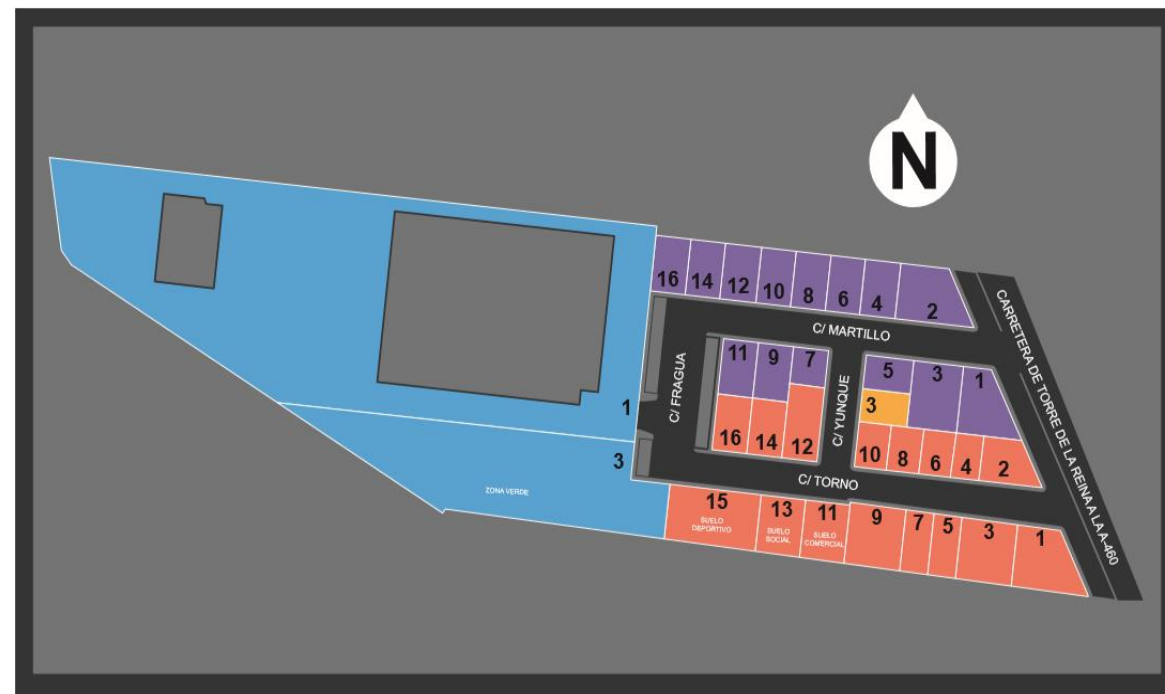 N
16
14
12
10
8
6
4
2
C/ MARTILLO
CARRETERA DE TORRE DE LA REINA A LA A-460
11
9
7
5
3
1
C/ FRAGUA
C/ YUNQUE
3
1
16
14
12
10
8
6
4
2
3
C/ TORNO
ZONA VERDE
15
SUELO
DEPORTIVO
13
SUELO
SOCIAL
11
SUELO
COMERCIAL
9
7
5
3
1